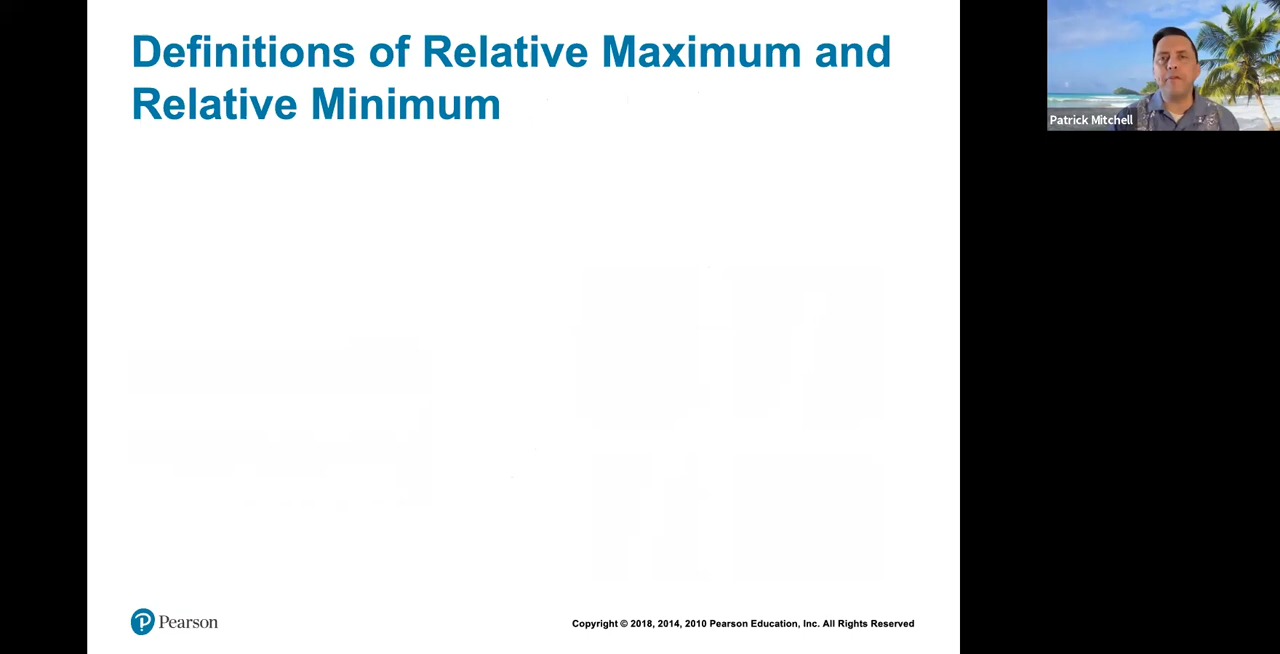 Definitions of Relative Maximum and
Relative Minimum
Patrick Mitchell
Pearson
Copyright © 2018, 2014, 2010 Pearson Education, Inc. All Rights Reserved